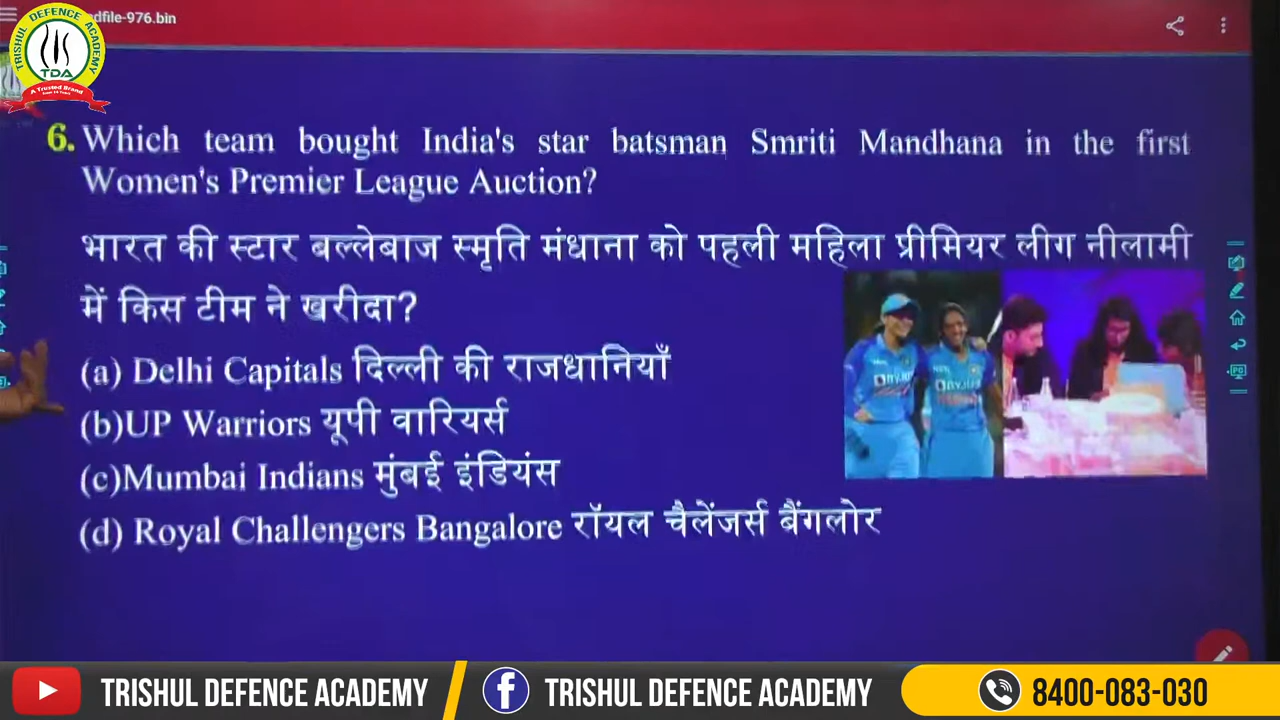 dfile-976.bin
TRISHUL DEFENCE ACADEMY
TDA
A Trusted Brand
6. Which team bought India's star batsman Smriti Mandhana in the first
Women's Premier League Auction?
भारत की स्टार बल्लेबाज स्मृति मंधाना को पहली महिला प्रीमियर लीग नीलामी
में किस टीम ने खरीदा?
(a) Delhi Capitals दिल्ली की राजधानियाँ
(b)UP Warriors यूपी वारियर्स
(c)Mumbai Indians मुंबई इंडियंस
(d) Royal Challengers Bangalore रॉयल चैलेंजर्स बैंगलोर
TRISHUL DEFENCE ACADEMY
TRISHUL DEFENCE ACADEMY
8400-083-030